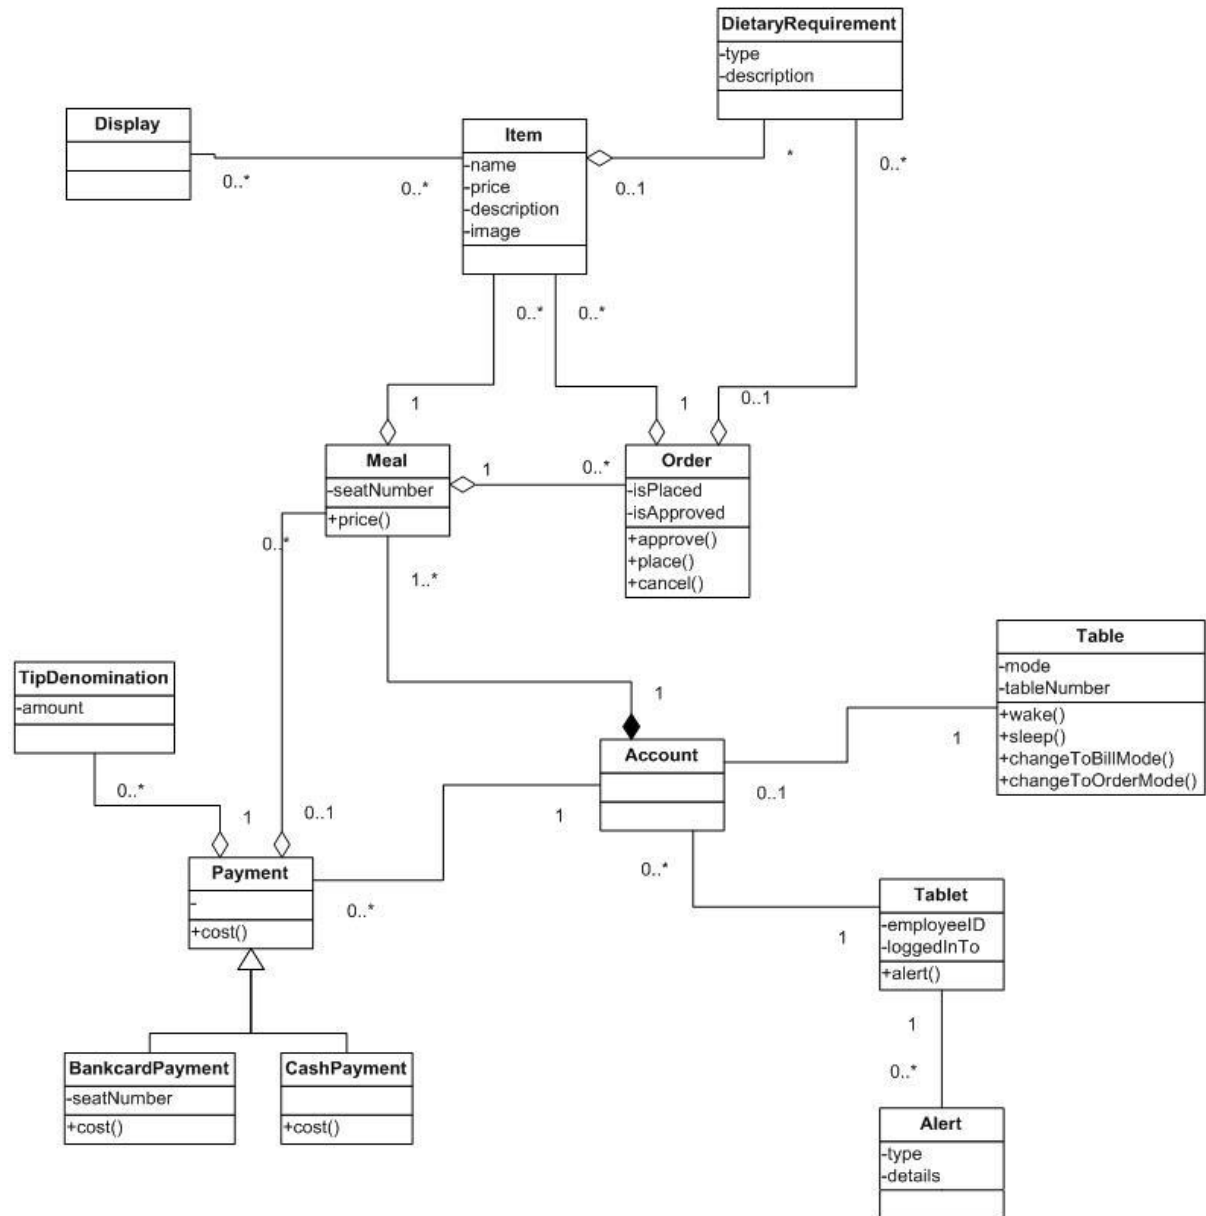 DietaryRequirement
-type
-description
Display
Item
-name
-price
-description
-image
0..*
0..*
0..1
*
0..*
0..*
0..*
1
1
0..1
Meal
-seatNumber
+price()
1
0..*
Order
-isPlaced
-isApproved
+approve()
+place()
+cancel()
0..*
1..*
Table
-mode
-tableNumber
+wake()
+sleep()
+changeToBillMode()
+changeToOrderMode()
TipDenomination
-amount
1
Account
1
0..1
0..*
1
0..1
1
Payment
-
+cost()
0..*
0..*
1
Tablet
-employeeID
-loggedInTo
+alert()
1
0..*
BankcardPayment
-seatNumber
+cost()
CashPayment
+cost()
Alert
-type
-details